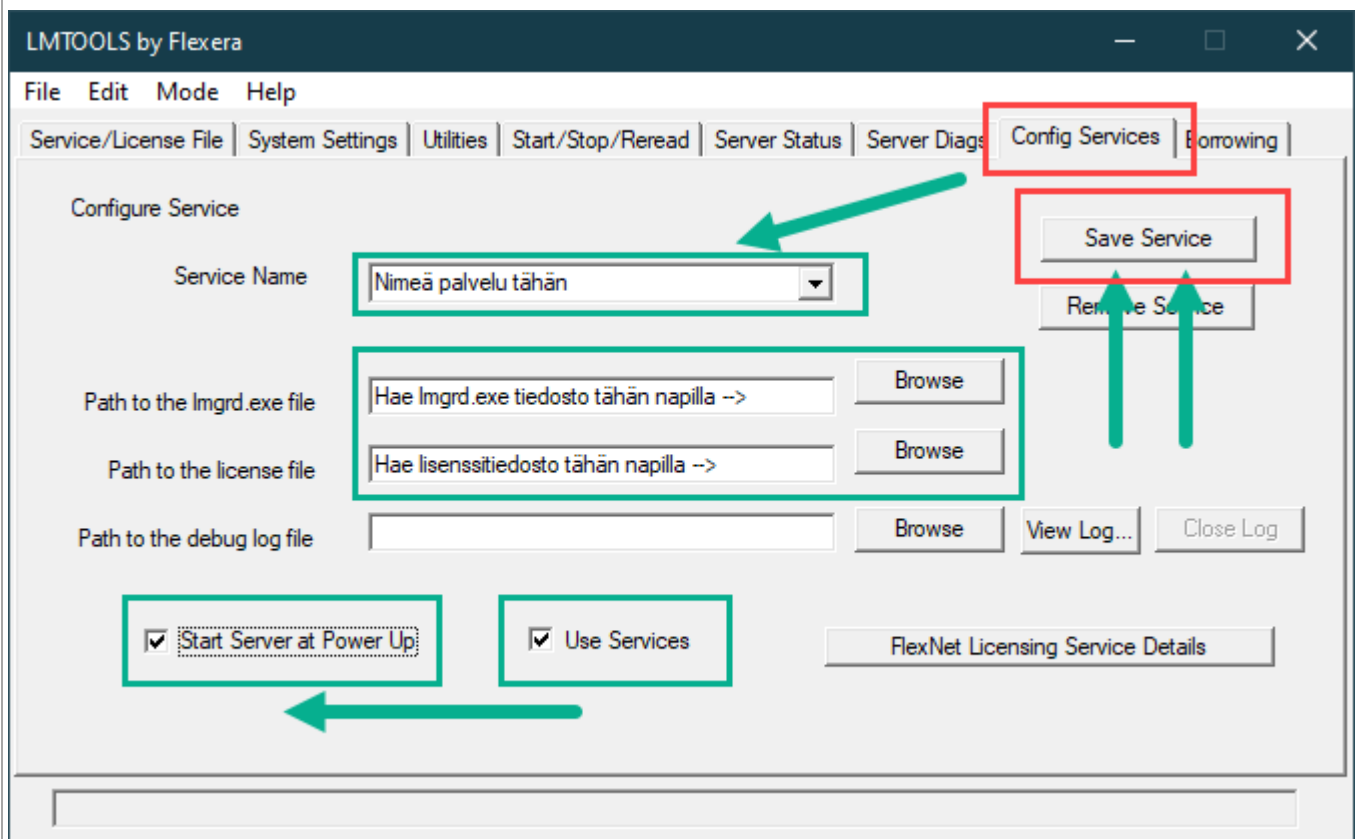 LMTOOLS by Flexera
File Edit Mode Help
Service/License File System Settings Utilities Start/Stop/Reread Server Status Server Diags Config Services Borrowing
Configure Service
Save Service
Service Name Nimeä palvelu tähän
Remove Service
Path to the lmgrd.exe file Hae lmgrd.exe tiedosto tähän napilla --> Browse
Path to the license file Hae lisenssitiedosto tähän napilla --> Browse
Path to the debug log file Browse View Log... Close Log
Start Server at Power Up Use Services FlexNet Licensing Service Details